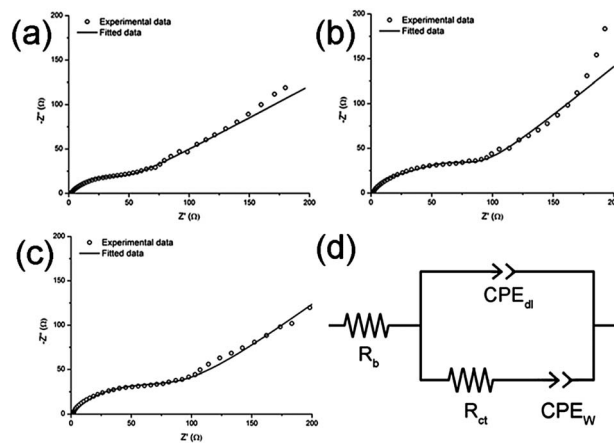 (a)
Experimental data
Fitted data
200
150
100
50
0
-Z" (Ω)
0 50 100 150 200
Z' (Ω)
(b)
Experimental data
Fitted data
200
150
100
50
0
-Z" (Ω)
0 50 100 150 200
Z' (Ω)
(c)
Experimental data
Fitted data
200
150
100
50
0
-Z" (Ω)
0 50 100 150 200
Z' (Ω)
(d)
CPEdl
Rb
Rct
CPEW